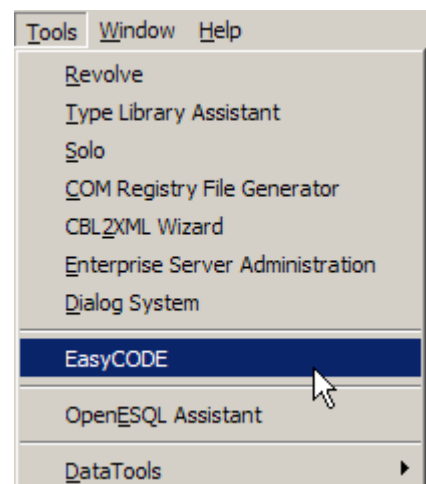 Tools Window Help
Revolve
Type Library Assistant
Solo
COM Registry File Generator
CBL2XML Wizard
Enterprise Server Administration
Dialog System
EasyCODE
OpenESQL Assistant
DataTools